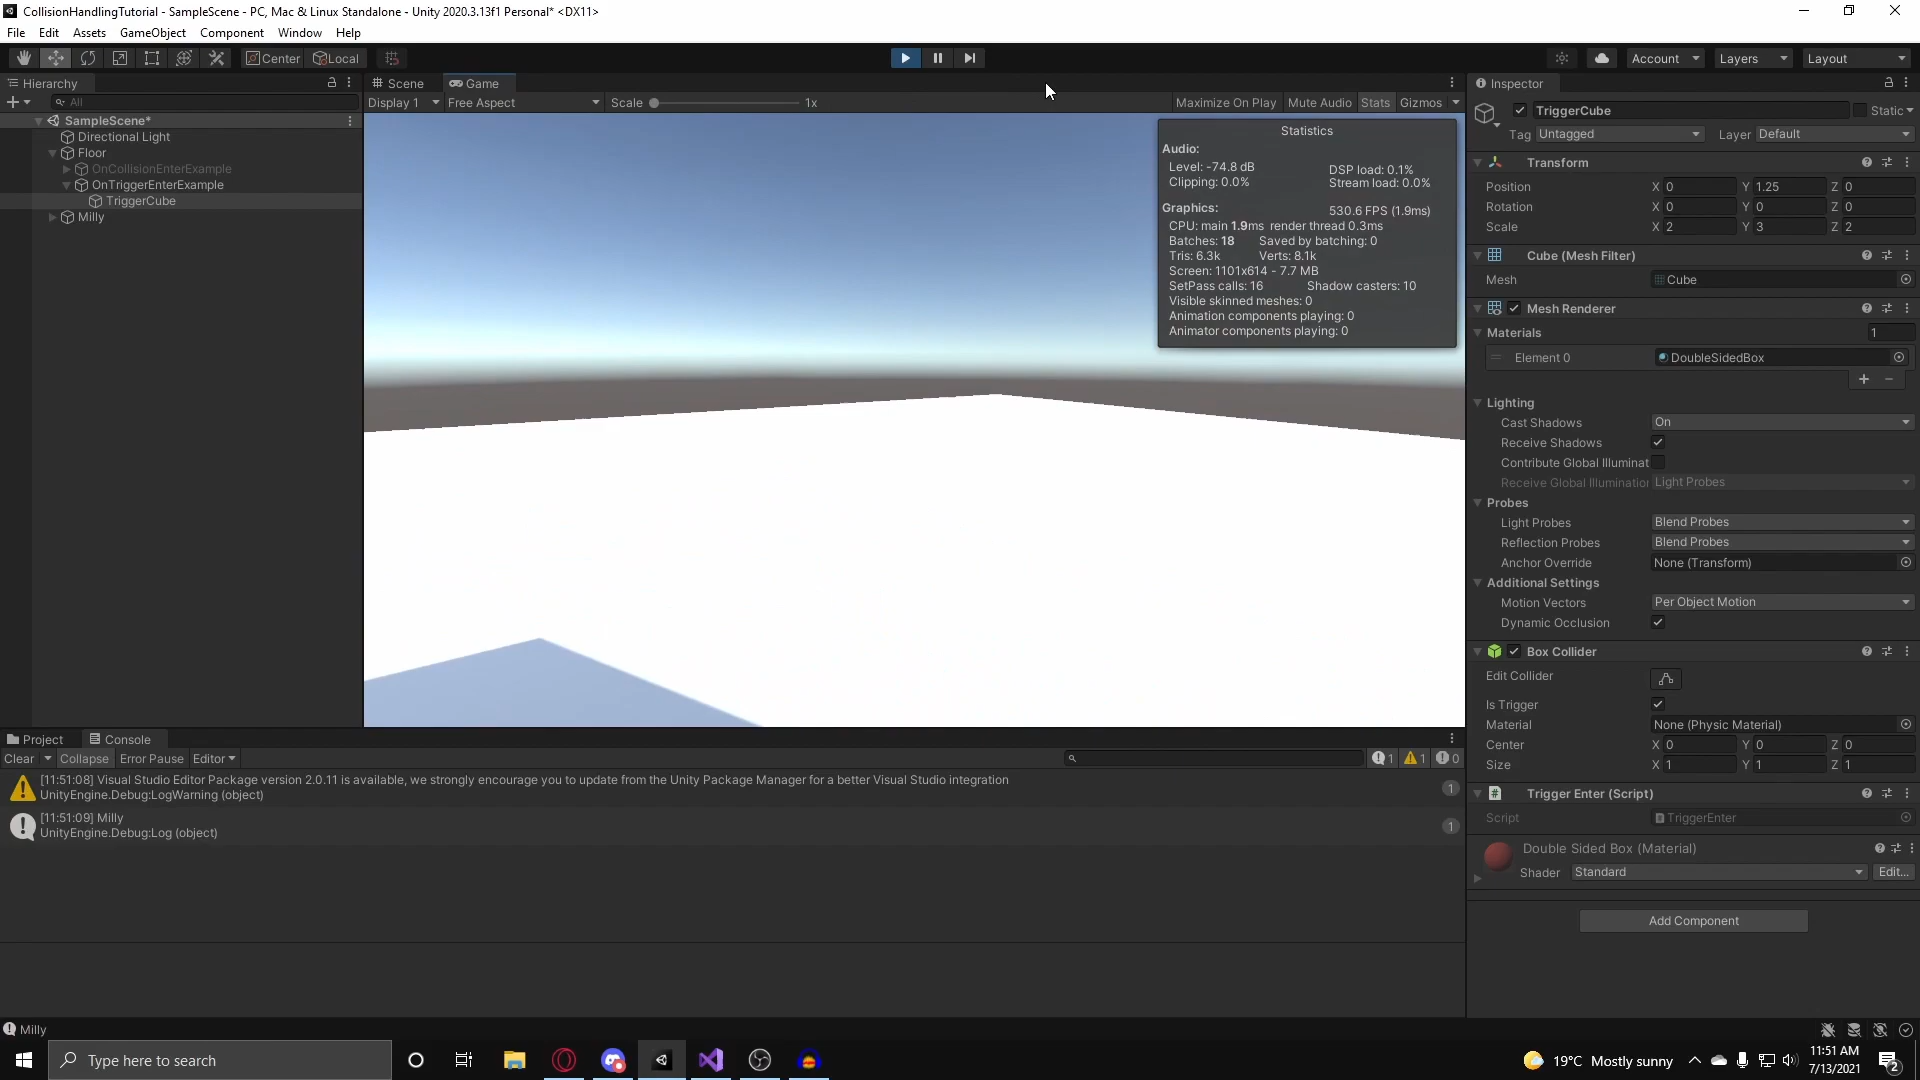 CollisionHandlingTutorial - SampleScene - PC, Mac & Linux Standalone - Unity 2020.3.13f1 Personal* <DX11>
File Edit Assets GameObject Component Window Help
Center Local Account Layers Layout
Hierarchy
All
SampleScene*
Directional Light
Floor
OnCollisionEnterExample
OnTriggerEnterExample
TriggerCube
Milly
Scene Game
Display 1 Free Aspect Scale 1x Maximize On Play Mute Audio Stats Gizmos
Statistics
Audio:
Level: -74.8 dB DSP load: 0.1%
Clipping: 0.0% Stream load: 0.0%
Graphics: 530.6 FPS (1.9ms)
CPU: main 1.9ms render thread 0.3ms
Batches: 18 Saved by batching: 0
Tris: 6.3k Verts: 8.1k
Screen: 1101x614 - 7.7 MB
SetPass calls: 16 Shadow casters: 10
Visible skinned meshes: 0
Animation components playing: 0
Animator components playing: 0
Inspector
TriggerCube Static
Tag Untagged Layer Default
Transform
Position X 0 Y 1.25 Z 0
Rotation X 0 Y 0 Z 0
Scale X 2 Y 3 Z 2
Cube (Mesh Filter)
Mesh Cube
Mesh Renderer
Materials 1
Element 0 DoubleSidedBox
Lighting
Cast Shadows On
Receive Shadows
Contribute Global Illuminat
Receive Global Illumination Light Probes
Probes
Light Probes Blend Probes
Reflection Probes Blend Probes
Anchor Override None (Transform)
Additional Settings
Motion Vectors Per Object Motion
Dynamic Occlusion
Box Collider
Edit Collider
Is Trigger
Material None (Physic Material)
Center X 0 Y 0 Z 0
Size X 1 Y 1 Z 1
Trigger Enter (Script)
Script TriggerEnter
Double Sided Box (Material)
Shader Standard Edit...
Add Component
Project Console
Clear Collapse Error Pause Editor 1 1 0
[11:51:08] Visual Studio Editor Package version 2.0.11 is available, we strongly encourage you to update from the Unity Package Manager for a better Visual Studio integration
UnityEngine.Debug:LogWarning (object)
1
[11:51:09] Milly
UnityEngine.Debug:Log (object)
1
Milly
Type here to search
19°C Mostly sunny
11:51 AM
7/13/2021
2